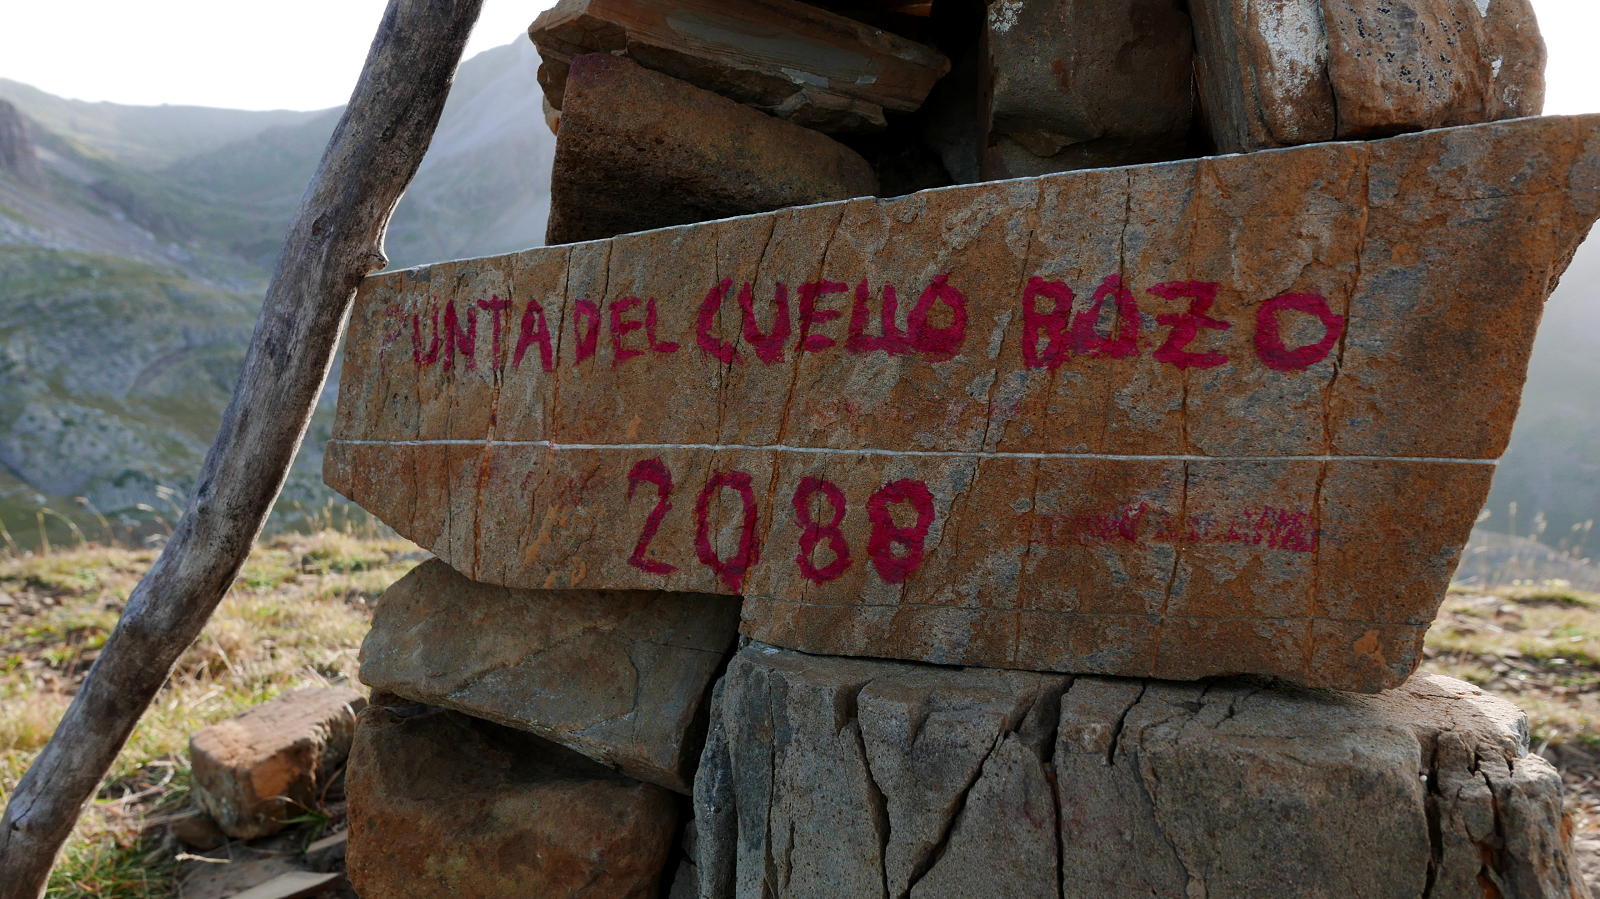 PUNTA DEL CUELLO BOZO
2088